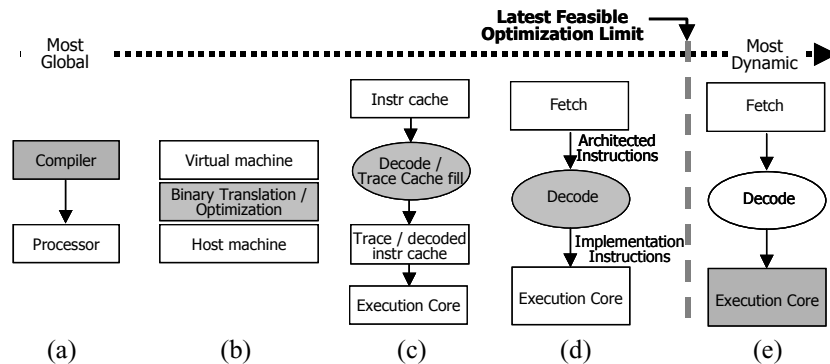 Latest Feasible
Optimization Limit
Most
Global
Most
Dynamic
Compiler
Processor
(a)
Virtual machine
Binary Translation /
Optimization
Host machine
(b)
Instr cache
Decode /
Trace Cache fill
Trace / decoded
instr cache
Execution Core
(c)
Fetch
Architected
Instructions
Decode
Implementation
Instructions
Execution Core
(d)
Fetch
Decode
Execution Core
(e)